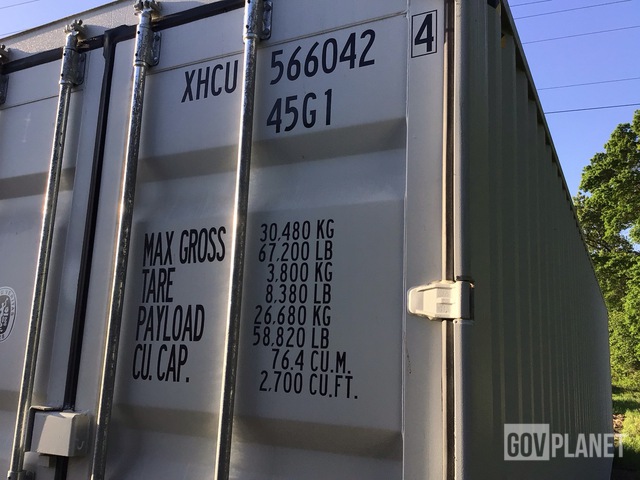 XHCU 566042 4
45G1
MAX GROSS 30.480 KG
67.200 LB
TARE 3.800 KG
8.380 LB
PAYLOAD 26.680 KG
58.820 LB
CU. CAP. 76.4 CU.M.
2.700 CU.FT.
GOVPLANET